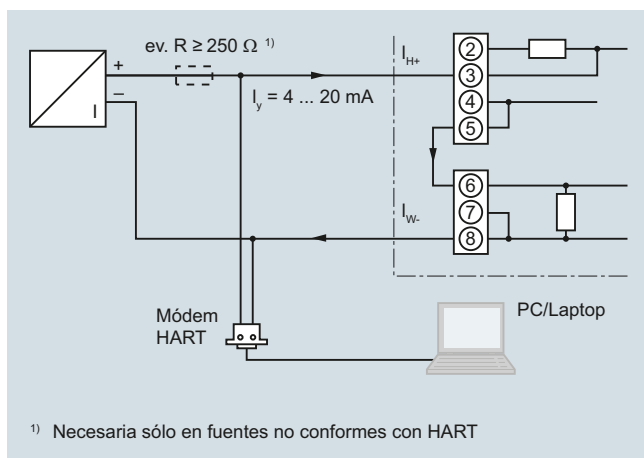 ev. R ≥ 250 Ω 1)
+
–
I
I_y = 4 ... 20 mA
I_H+
I_W-
2
3
4
5
6
7
8
Módem
HART
PC/Laptop
1) Necesaria sólo en fuentes no conformes con HART